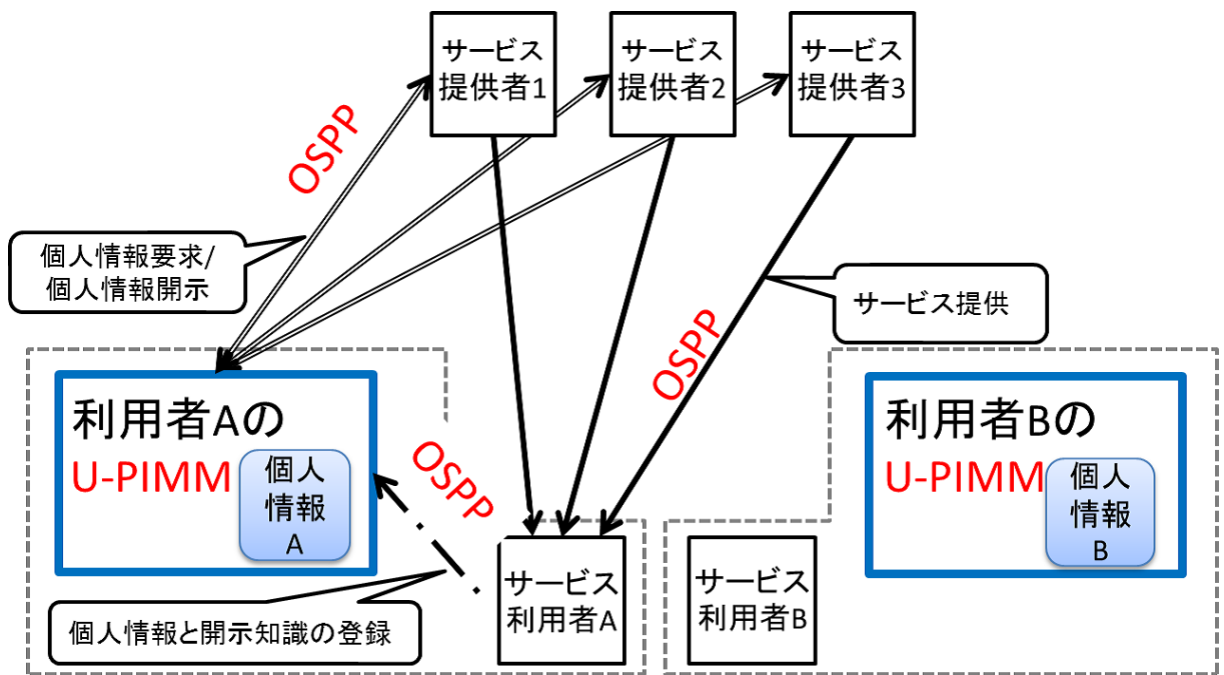 サービス
提供者1
サービス
提供者2
サービス
提供者3
OSPP
個人情報要求/
個人情報開示
サービス提供
OSPP
利用者Aの
U-PIMM
個人
情報
A
OSPP
利用者Bの
U-PIMM
個人
情報
B
サービス
利用者A
サービス
利用者B
個人情報と開示知識の登録